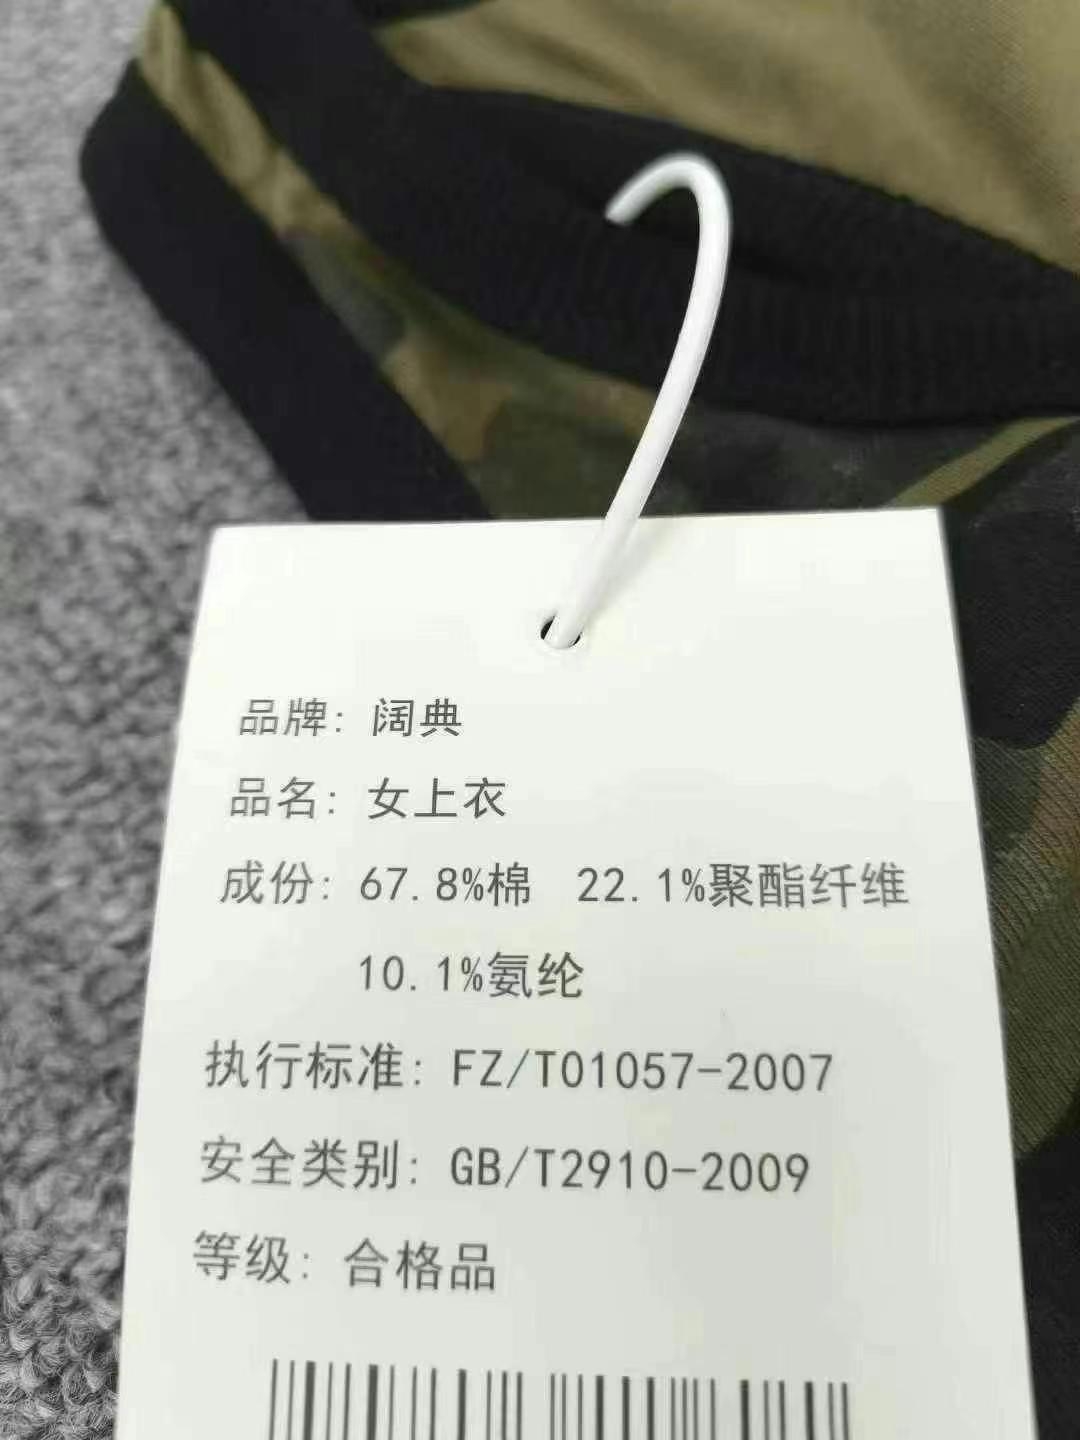 品牌: 阔典
品名: 女上衣
成份: 67.8%棉 22.1%聚酯纤维
10.1%氨纶
执行标准: FZ/T01057-2007
安全类别: GB/T2910-2009
等级: 合格品